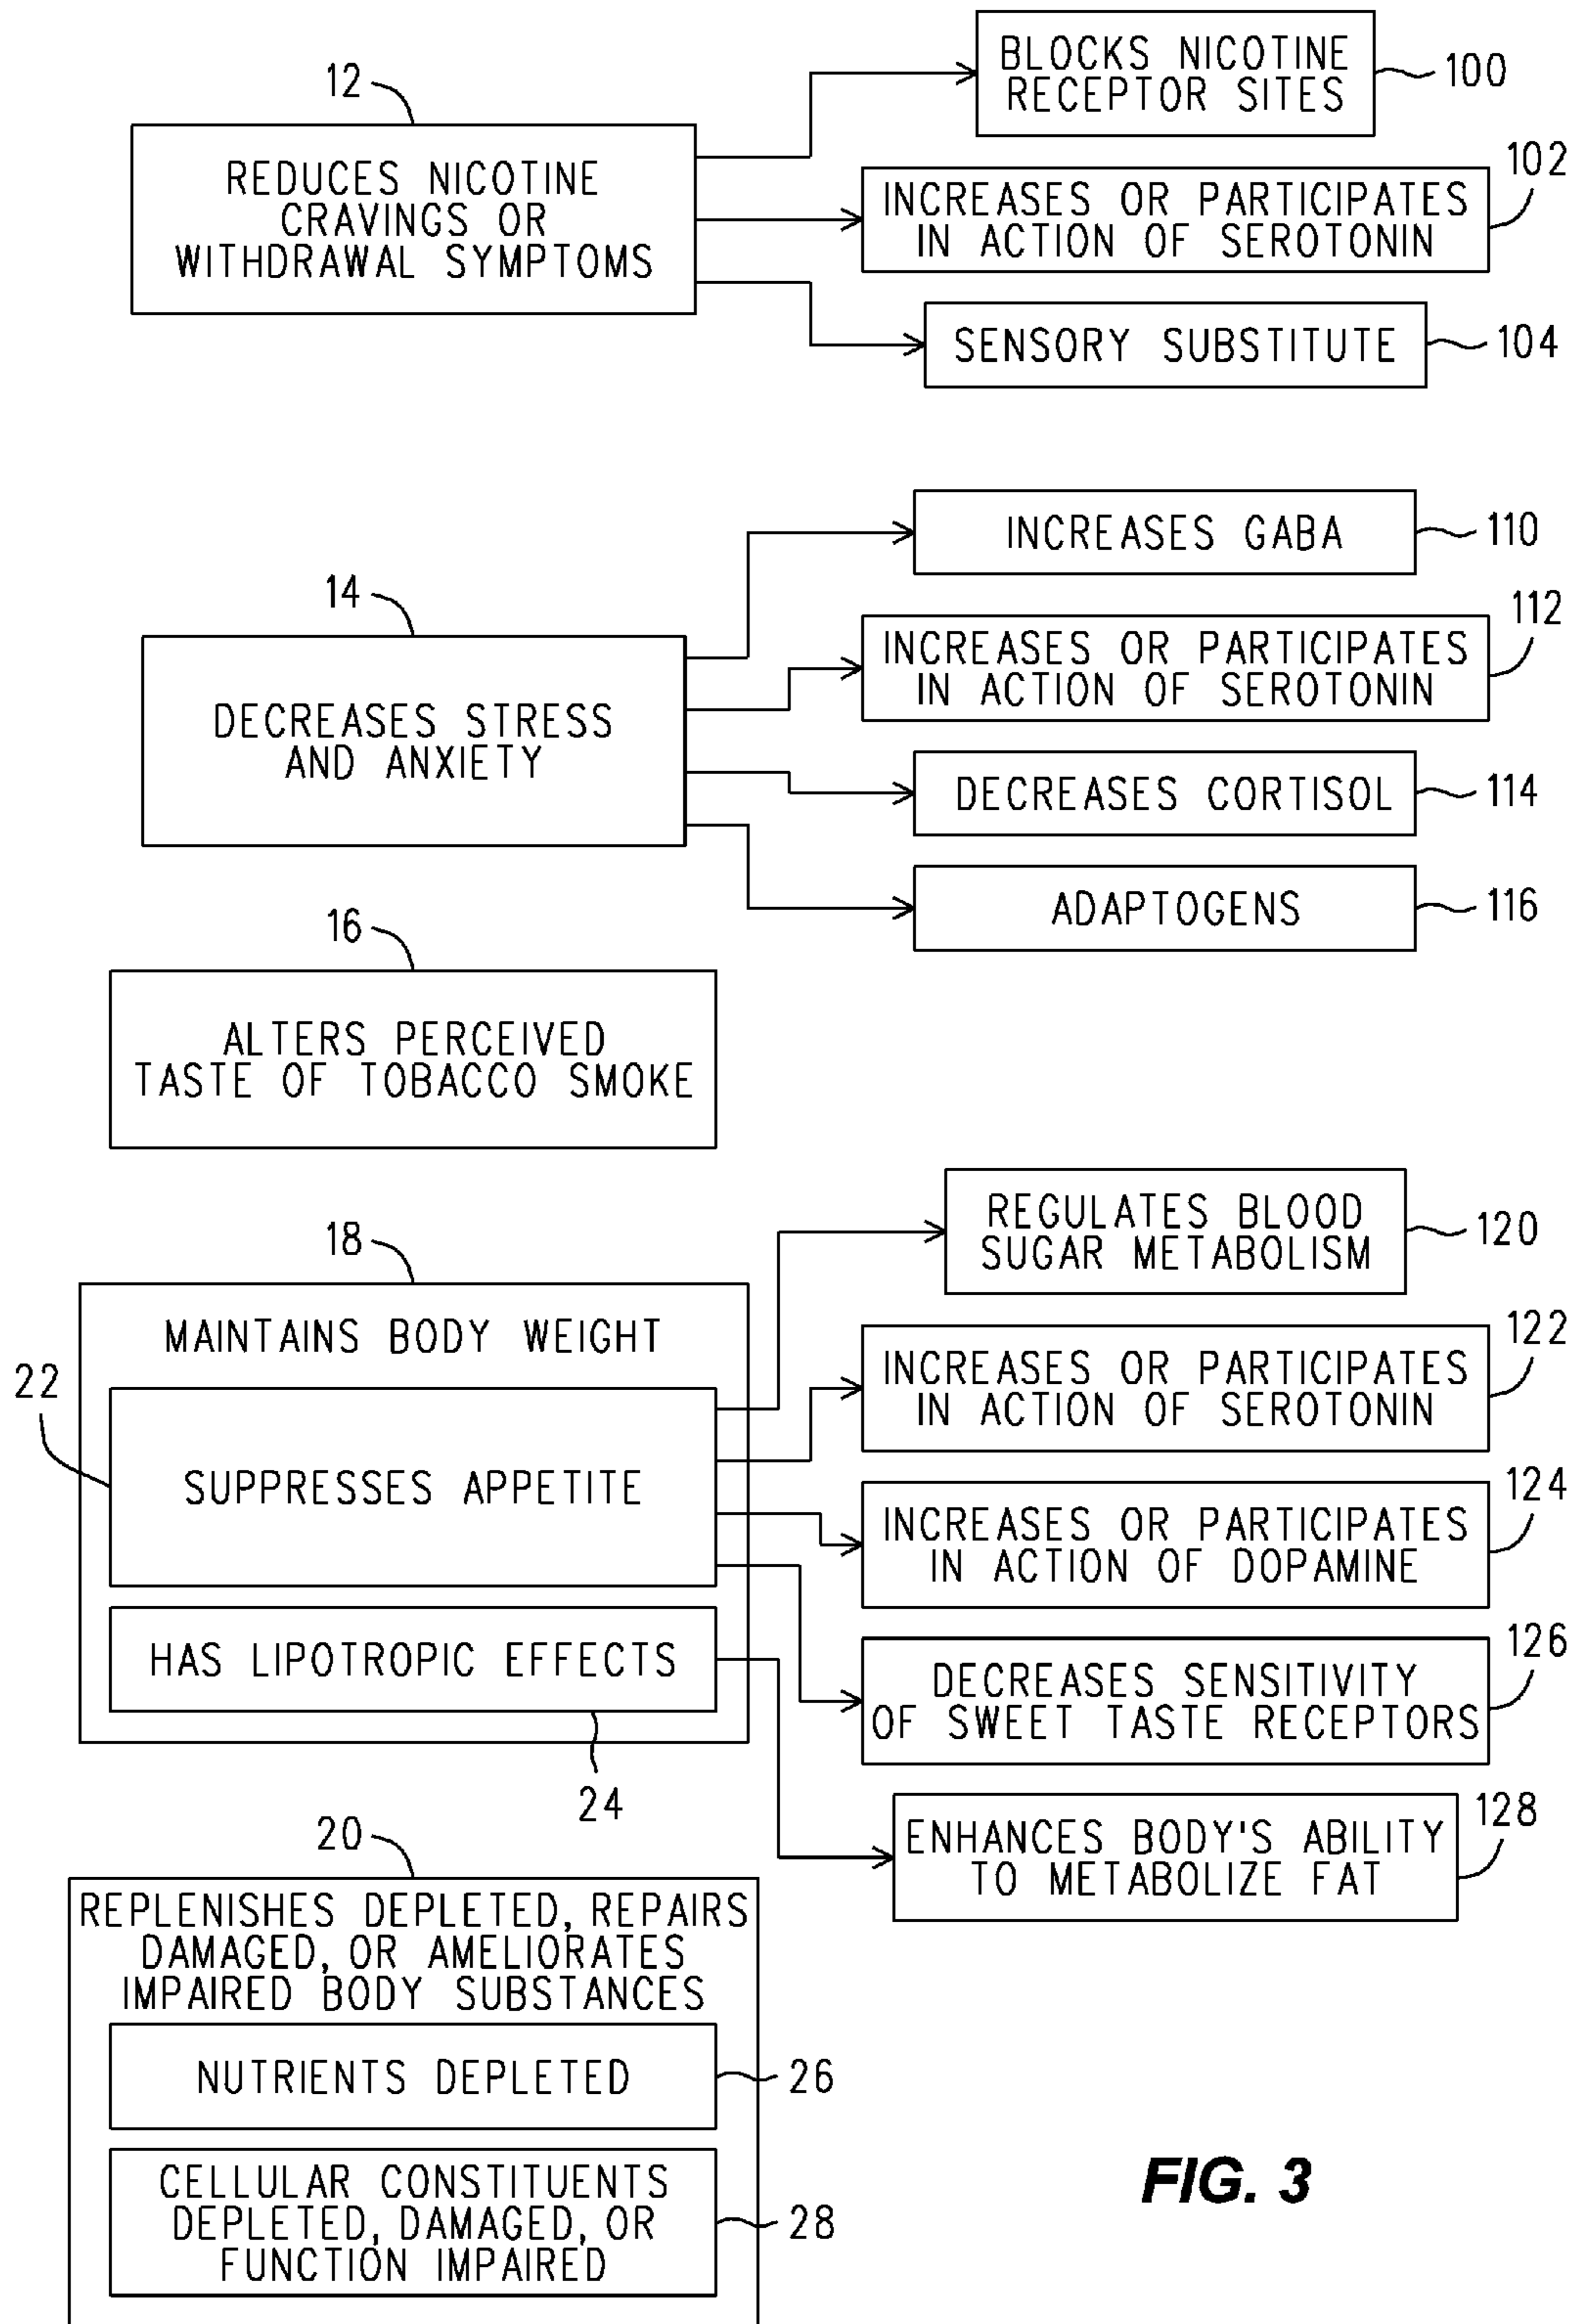 12
REDUCES NICOTINE
CRAVINGS OR
WITHDRAWAL SYMPTOMS
BLOCKS NICOTINE
RECEPTOR SITES
100
INCREASES OR PARTICIPATES
IN ACTION OF SEROTONIN
102
SENSORY SUBSTITUTE
104
14
DECREASES STRESS
AND ANXIETY
INCREASES GABA
110
INCREASES OR PARTICIPATES
IN ACTION OF SEROTONIN
112
DECREASES CORTISOL
114
ADAPTOGENS
116
16
ALTERS PERCEIVED
TASTE OF TOBACCO SMOKE
18
MAINTAINS BODY WEIGHT
22
SUPPRESSES APPETITE
HAS LIPOTROPIC EFFECTS
24
REGULATES BLOOD
SUGAR METABOLISM
120
INCREASES OR PARTICIPATES
IN ACTION OF SEROTONIN
122
INCREASES OR PARTICIPATES
IN ACTION OF DOPAMINE
124
DECREASES SENSITIVITY
OF SWEET TASTE RECEPTORS
126
ENHANCES BODY'S ABILITY
TO METABOLIZE FAT
128
20
REPLENISHES DEPLETED, REPAIRS
DAMAGED, OR AMELIORATES
IMPAIRED BODY SUBSTANCES
NUTRIENTS DEPLETED
26
CELLULAR CONSTITUENTS
DEPLETED, DAMAGED, OR
FUNCTION IMPAIRED
28
FIG. 3